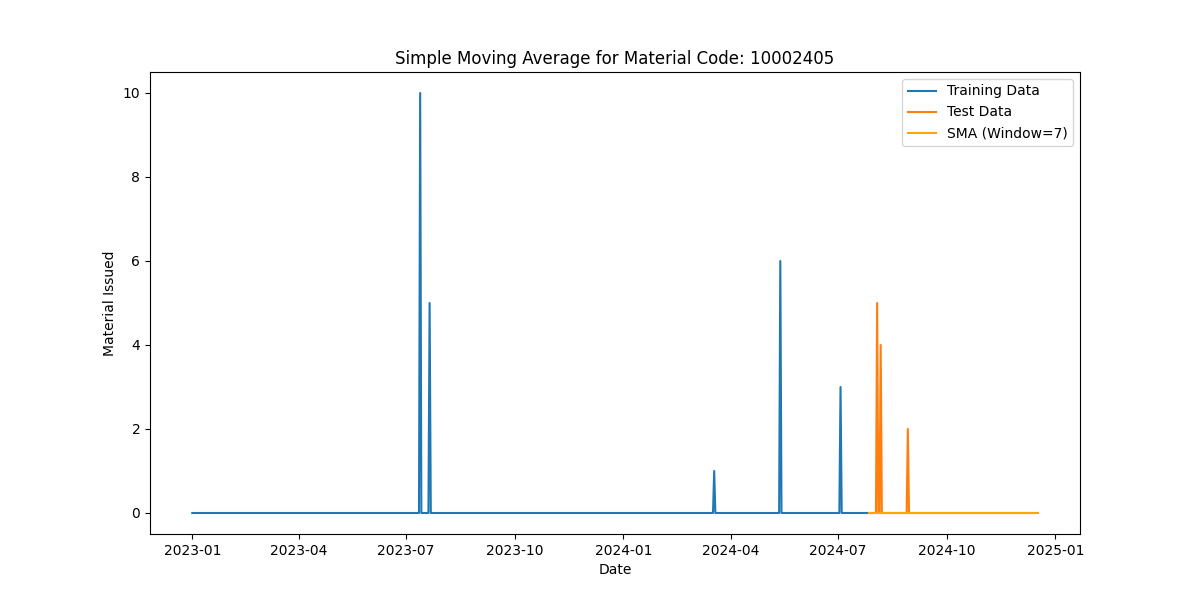 Simple Moving Average for Material Code: 10002405
Training Data
Test Data
SMA (Window=7)
Material Issued
10
8
6
4
2
0
2023-01
2023-04
2023-07
2023-10
2024-01
2024-04
2024-07
2024-10
2025-01
Date